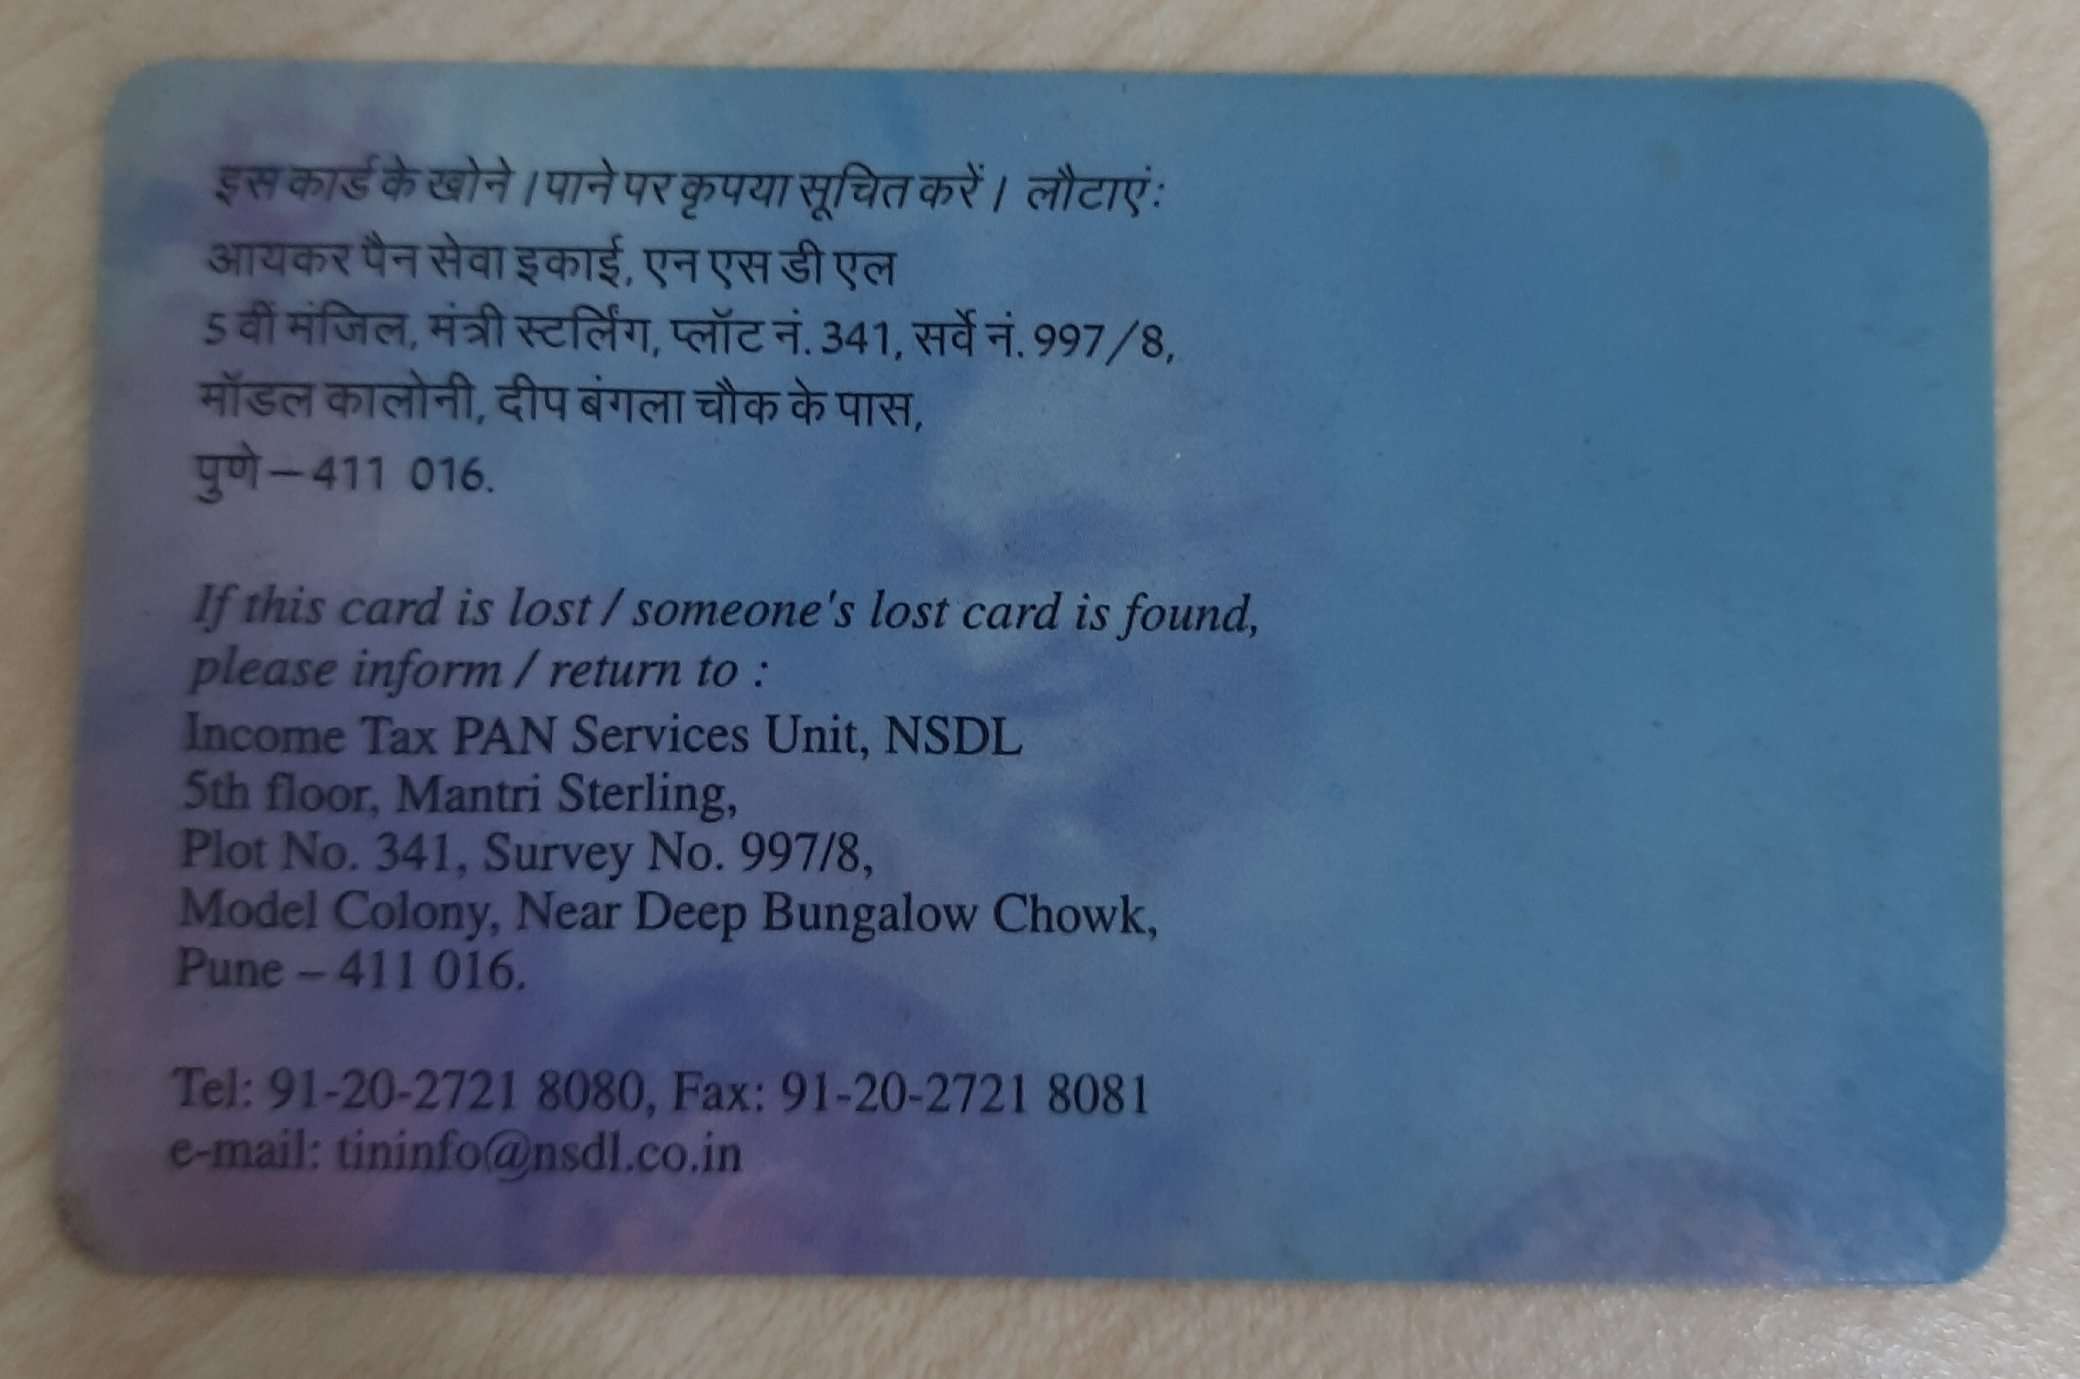 इस कार्ड के खोने / पाने पर कृपया सूचित करें / लौटाएं:
आयकर पैन सेवा इकाई, एन एस डी एल
5 वीं मंजिल, मंत्री स्टर्लिंग, प्लॉट नं. 341, सर्वे नं. 997/8,
मॉडल कालोनी, दीप बंगला चौक के पास,
पुणे – 411 016.
If this card is lost / someone's lost card is found,
please inform / return to :
Income Tax PAN Services Unit, NSDL
5th floor, Mantri Sterling,
Plot No. 341, Survey No. 997/8,
Model Colony, Near Deep Bungalow Chowk,
Pune – 411 016.
Tel: 91-20-2721 8080, Fax: 91-20-2721 8081
e-mail: tininfo@nsdl.co.in